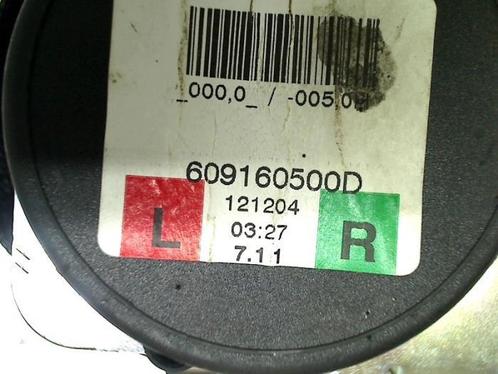 _000,0_ / -005,0
609160500D
121204
L 03:27 R
7.11